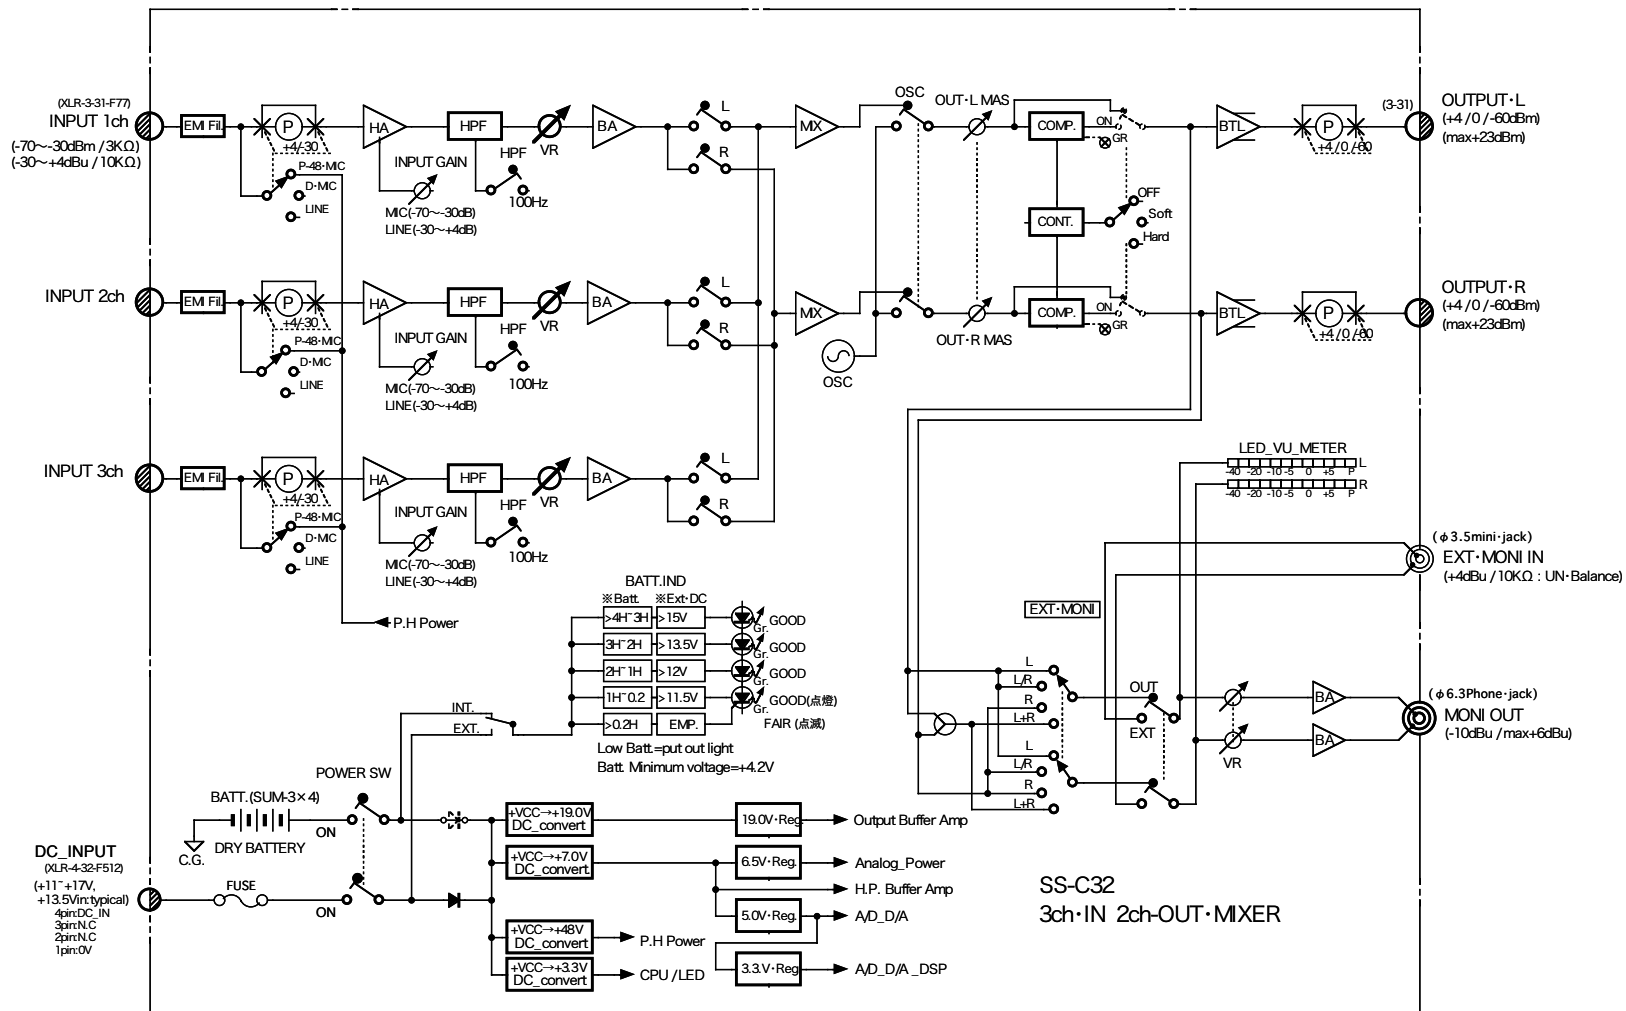 (XLR-3-31-F77)
INPUT 1ch
(-70〜-30dBm / 3KΩ)
(-30〜+4dBu / 10KΩ)
EMI Fil.
P
+4/-30
P-48・MIC
D・MIC
LINE
HA
INPUT GAIN
MIC(-70〜-30dB)
LINE(-30〜+4dB)
HPF
HPF
100Hz
VR
BA
L
R
MX
OSC
OUT・L MAS
COMP.
ON
GR
CONT.
OFF
Soft
Hard
BTL
P
+4 / 0 /-60
(3-31)
OUTPUT・L
(+4 / 0 /-60dBm)
(max+23dBm)
INPUT 2ch
EMI Fil.
P
+4/-30
P-48・MIC
D・MIC
LINE
HA
INPUT GAIN
MIC(-70〜-30dB)
LINE(-30〜+4dB)
HPF
HPF
100Hz
VR
BA
L
R
MX
OSC
OUT・R MAS
COMP.
ON
GR
BTL
P
+4 / 0 /-60
OUTPUT・R
(+4 / 0 /-60dBm)
(max+23dBm)
INPUT 3ch
EMI Fil.
P
+4/-30
P-48・MIC
D・MIC
LINE
HA
INPUT GAIN
MIC(-70〜-30dB)
LINE(-30〜+4dB)
HPF
HPF
100Hz
VR
BA
L
R
P.H Power
LED_VU_METER
L
-40 -20 -10 -5 0 +5 P
R
-40 -20 -10 -5 0 +5 P
(φ3.5mini・jack)
EXT・MONI IN
(+4dBu / 10KΩ : UN・Balance)
EXT・MONI
BATT.IND
※Batt. ※Ext・DC
>4H~3H >15V Gr. GOOD
3H~2H >13.5V Gr. GOOD
2H~1H >12V Gr. GOOD
1H~0.2 >11.5V Gr. GOOD(点燈)
>0.2H EMP. FAIR (点滅)
Low Batt.=put out light
Batt. Minimum voltage=+4.2V
INT.
EXT.
L
L/R
R
L+R
L
L/R
R
L+R
OUT
EXT
VR
BA
BA
(φ6.3Phone・jack)
MONI OUT
(-10dBu / max+6dBu)
POWER SW
BATT.(SUM-3×4)
ON
DRY BATTERY
C.G.
DC_INPUT
(XLR-4-32-F512)
(+11~+17V,
+13.5Vin:typical)
4pin:DC_IN
3pin:N.C
2pin:N.C
1pin:0V
FUSE
ON
+VCC→+19.0V
DC_convert
19.0V・Reg.
Output Buffer Amp
+VCC→+7.0V
DC_convert
6.5V・Reg.
Analog_Power
H.P. Buffer Amp
5.0V・Reg.
A/D_D/A
+VCC→+48V
DC_convert
P.H Power
+VCC→+3.3V
DC_convert
CPU /LED
3.3.V・Reg
A/D_D/A _DSP
SS-C32
3ch・IN 2ch-OUT・MIXER